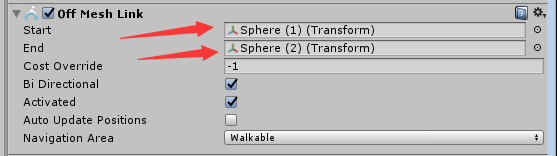 Off Mesh Link
Start Sphere (1) (Transform)
End Sphere (2) (Transform)
Cost Override -1
Bi Directional
Activated
Auto Update Positions
Navigation Area Walkable